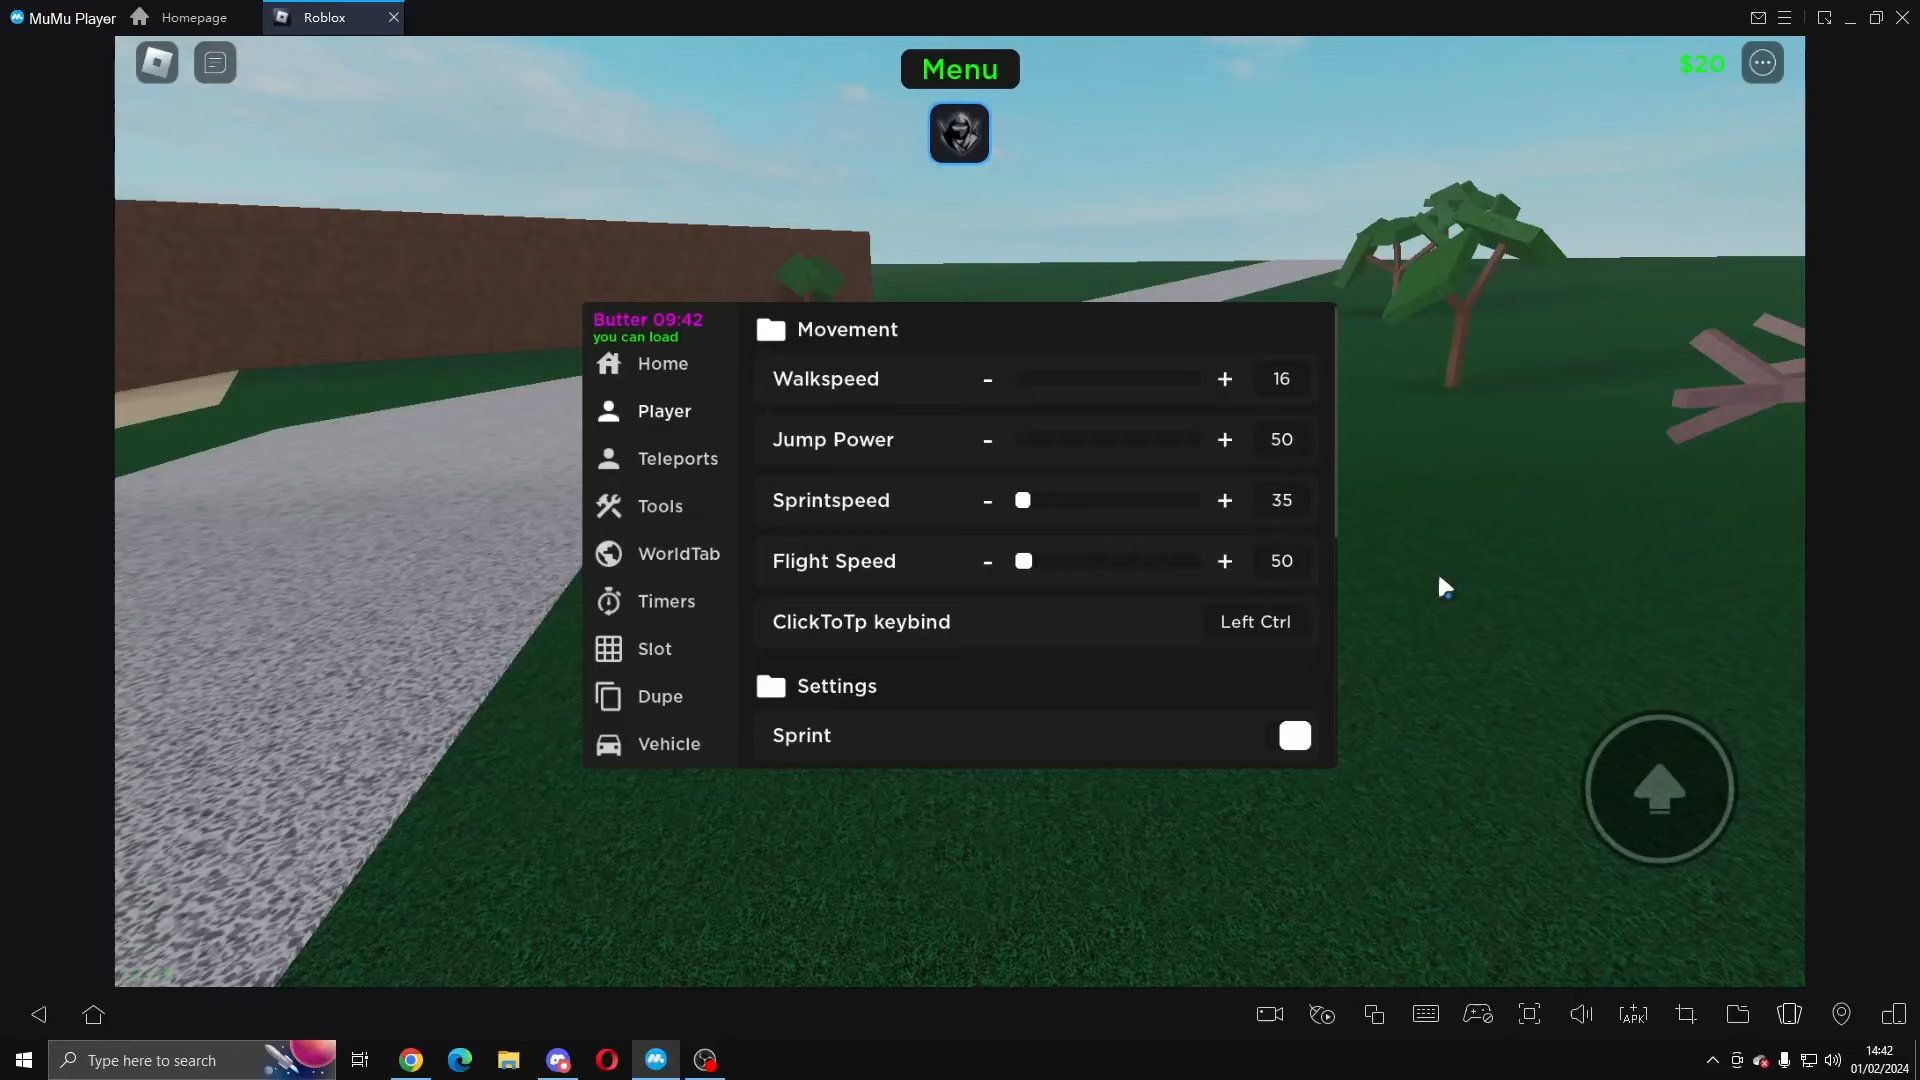 MuMu Player
Homepage
Roblox
Menu
$20
Butter 09:42
you can load
Home
Player
Teleports
Tools
WorldTab
Timers
Slot
Dupe
Vehicle
Movement
Walkspeed - + 16
Jump Power - + 50
Sprintspeed - + 35
Flight Speed - + 50
ClickToTp keybind Left Ctrl
Settings
Sprint
APK
Type here to search
14:42
01/02/2024